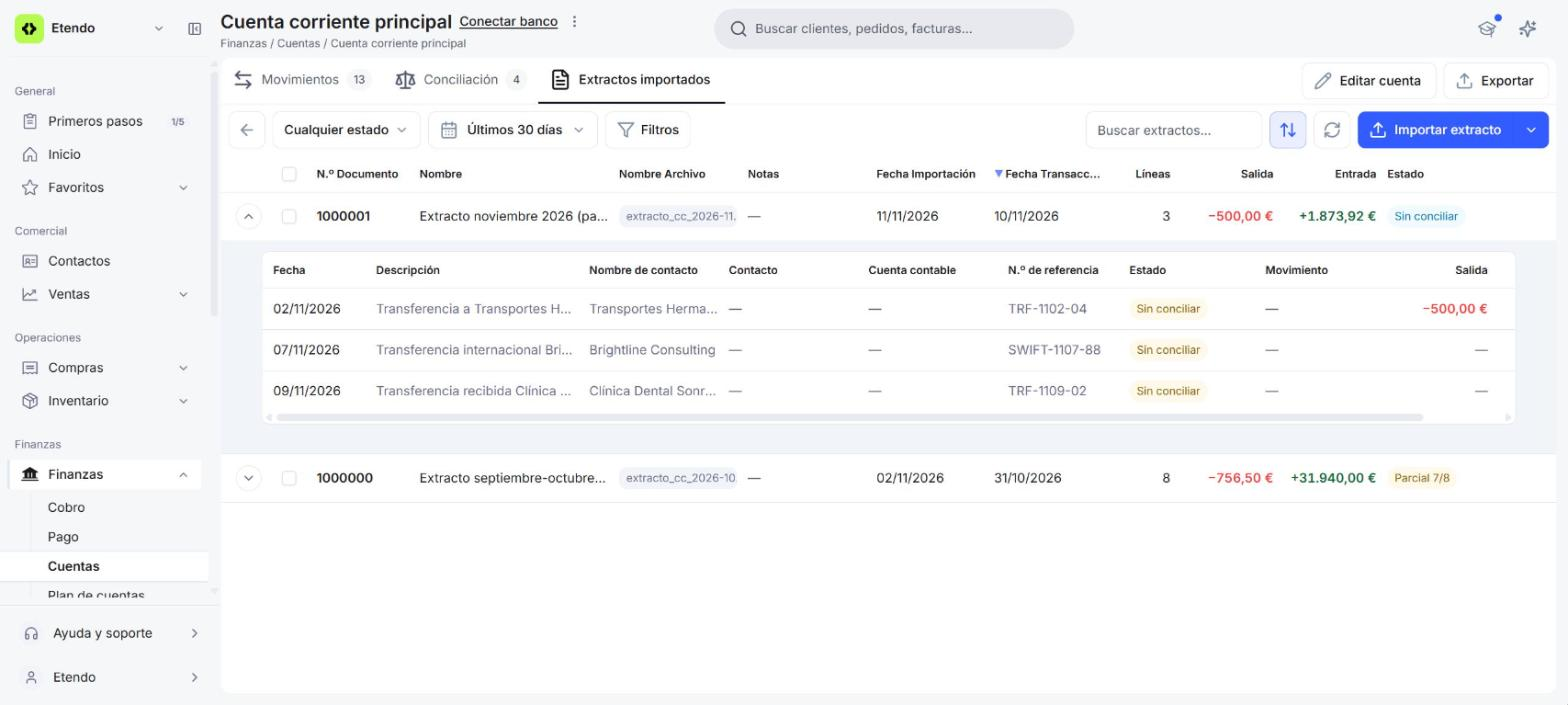 Etendo
Cuenta corriente principal Conectar banco
Finanzas / Cuentas / Cuenta corriente principal
Buscar clientes, pedidos, facturas...
General
Primeros pasos 1/5
Inicio
Favoritos
Comercial
Contactos
Ventas
Operaciones
Compras
Inventario
Finanzas
Finanzas
Cobro
Pago
Cuentas
Plan de cuentas
Ayuda y soporte
Etendo
Movimientos 13 Conciliación 4 Extractos importados
Editar cuenta Exportar
Cualquier estado Últimos 30 días Filtros
Buscar extractos... Importar extracto
N.º Documento Nombre Nombre Archivo Notas Fecha Importación Fecha Transacc... Líneas Salida Entrada Estado
1000001 Extracto noviembre 2026 (pa... extracto_cc_2026-11. — 11/11/2026 10/11/2026 3 −500,00 € +1.873,92 € Sin conciliar
Fecha Descripción Nombre de contacto Contacto Cuenta contable N.º de referencia Estado Movimiento Salida
02/11/2026 Transferencia a Transportes H... Transportes Herma... — — TRF-1102-04 Sin conciliar — −500,00 €
07/11/2026 Transferencia internacional Bri... Brightline Consulting — — SWIFT-1107-88 Sin conciliar — —
09/11/2026 Transferencia recibida Clínica ... Clínica Dental Sonr... — — TRF-1109-02 Sin conciliar — —
1000000 Extracto septiembre-octubre... extracto_cc_2026-10. — 02/11/2026 31/10/2026 8 −756,50 € +31.940,00 € Parcial 7/8